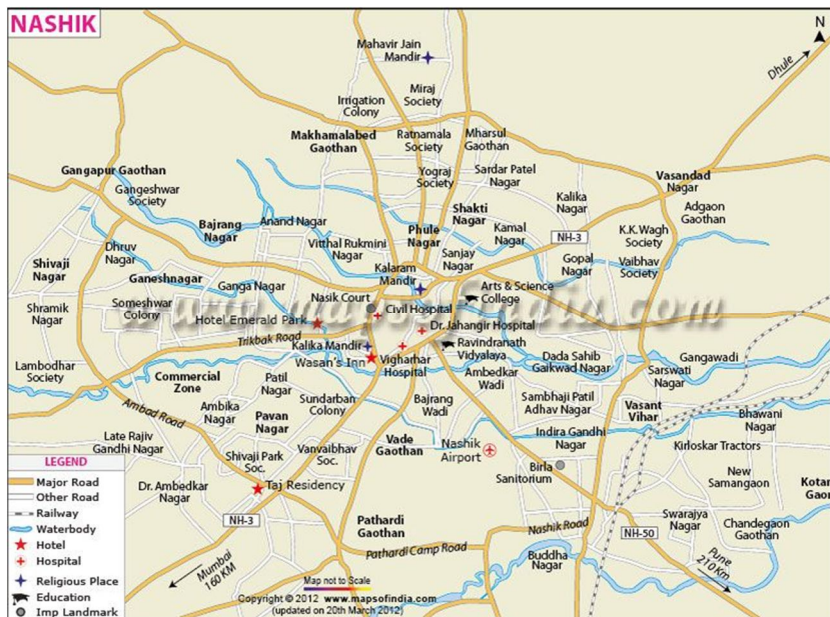 NASHIK
N
Mahavir Jain
Mandir
Dhule
Miraj
Society
Irrigation
Colony
Makhamalabed
Gaothan
Ratnamala
Society
Mharsul
Gaothan
Gangapur Gaothan
Gangeshwar
Society
Yograj
Society
Sardar Patel
Nagar
Vasandad
Nagar
Kalika
Nagar
Adgaon
Gaothan
Bajrang
Nagar
Anand Nagar
Shakti
Nagar
Phule
Nagar
Kamal
Nagar
NH-3
K.K.Wagh
Society
Dhruv
Nagar
Vitthal Rukmini
Nagar
Sanjay
Nagar
Gopal
Nagar
Vaibhav
Society
Shivaji
Nagar
Ganeshnagar
Ganga Nagar
Kalaram
Mandir
Arts & Science
College
Shramik
Nagar
Someshwar
Colony
Nasik Court
Civil Hospital
www.mapsofindia.com
Hotel Emerald Park
Dr. Jahangir Hospital
Trikbak Road
Kalika Mandir
Ravindranath
Vidyalaya
Wasan's Inn
Vigharhar
Hospital
Dada Sahib
Gaikwad Nagar
Gangawadi
Lambodhar
Society
Commercial
Zone
Patil
Nagar
Ambedkar
Wadi
Sarswati
Nagar
Ambad Road
Ambika
Nagar
Pavan
Nagar
Sundarban
Colony
Bajrang
Wadi
Sambhaji Patil
Adhav Nagar
Vasant
Vihar
Bhawani
Nagar
Late Rajiv
Gandhi Nagar
Shivaji Park
Soc.
Vanvaibhav
Soc.
Vade
Gaothan
Nashik
Airport
Indira Gandhi
Nagar
Kirloskar Tractors
Birla
Sanitorium
New
Samangaon
Dr. Ambedkar
Nagar
Taj Residency
Kotan
Gaon
NH-3
Pathardi
Gaothan
Nashik Road
NH-50
Swarajya
Nagar
Chandegaon
Gaothan
Pathardi Camp Road
Buddha
Nagar
Mumbai
160 KM
Pune
210 Km
LEGEND
Major Road
Other Road
Railway
Waterbody
Hotel
Hospital
Religious Place
Education
Imp Landmark
Map not to Scale
Copyright © 2012 www.mapsofindia.com
(updated on 20th March 2012)